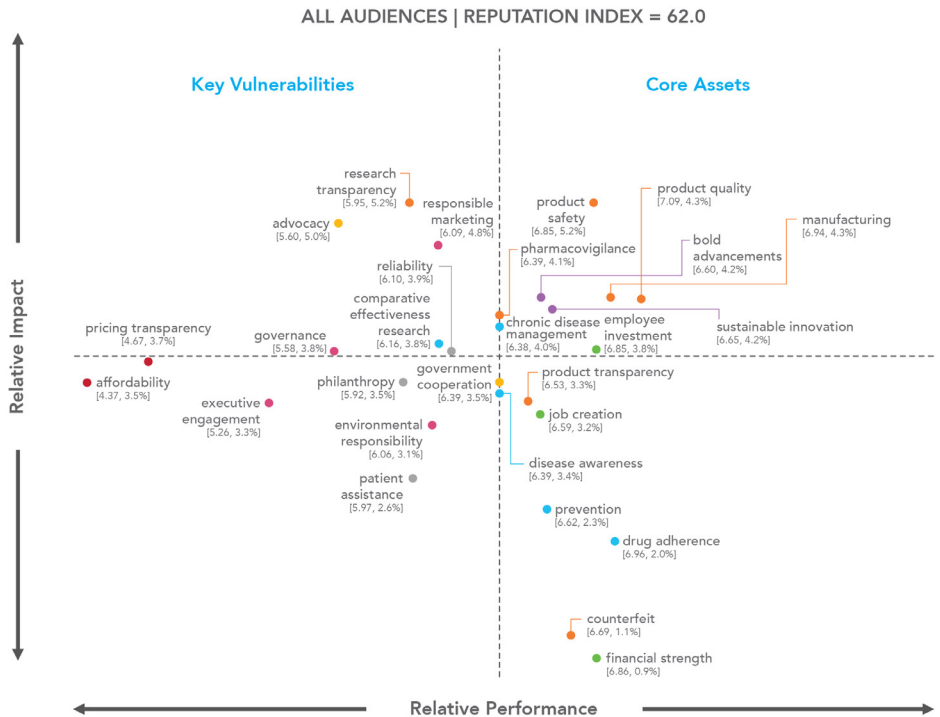 ALL AUDIENCES | REPUTATION INDEX = 62.0
Key Vulnerabilities
Core Assets
Relative Impact
research
transparency
[5.95, 5.2%]
advocacy
[5.60, 5.0%]
responsible
marketing
[6.09, 4.8%]
reliability
[6.10, 3.9%]
comparative
effectiveness
research
[6.16, 3.8%]
pricing transparency
[4.67, 3.7%]
governance
[5.58, 3.8%]
affordability
[4.37, 3.5%]
executive
engagement
[5.26, 3.3%]
philanthropy
[5.92, 3.5%]
government
cooperation
[6.39, 3.5%]
environmental
responsibility
[6.06, 3.1%]
patient
assistance
[5.97, 2.6%]
product
safety
[6.85, 5.2%]
product quality
[7.09, 4.3%]
manufacturing
[6.94, 4.3%]
pharmacovigilance
[6.39, 4.1%]
bold
advancements
[6.60, 4.2%]
chronic disease
management
[6.38, 4.0%]
employee
investment
[6.85, 3.8%]
sustainable innovation
[6.65, 4.2%]
product transparency
[6.53, 3.3%]
job creation
[6.59, 3.2%]
disease awareness
[6.39, 3.4%]
prevention
[6.62, 2.3%]
drug adherence
[6.96, 2.0%]
counterfeit
[6.69, 1.1%]
financial strength
[6.86, 0.9%]
Relative Performance